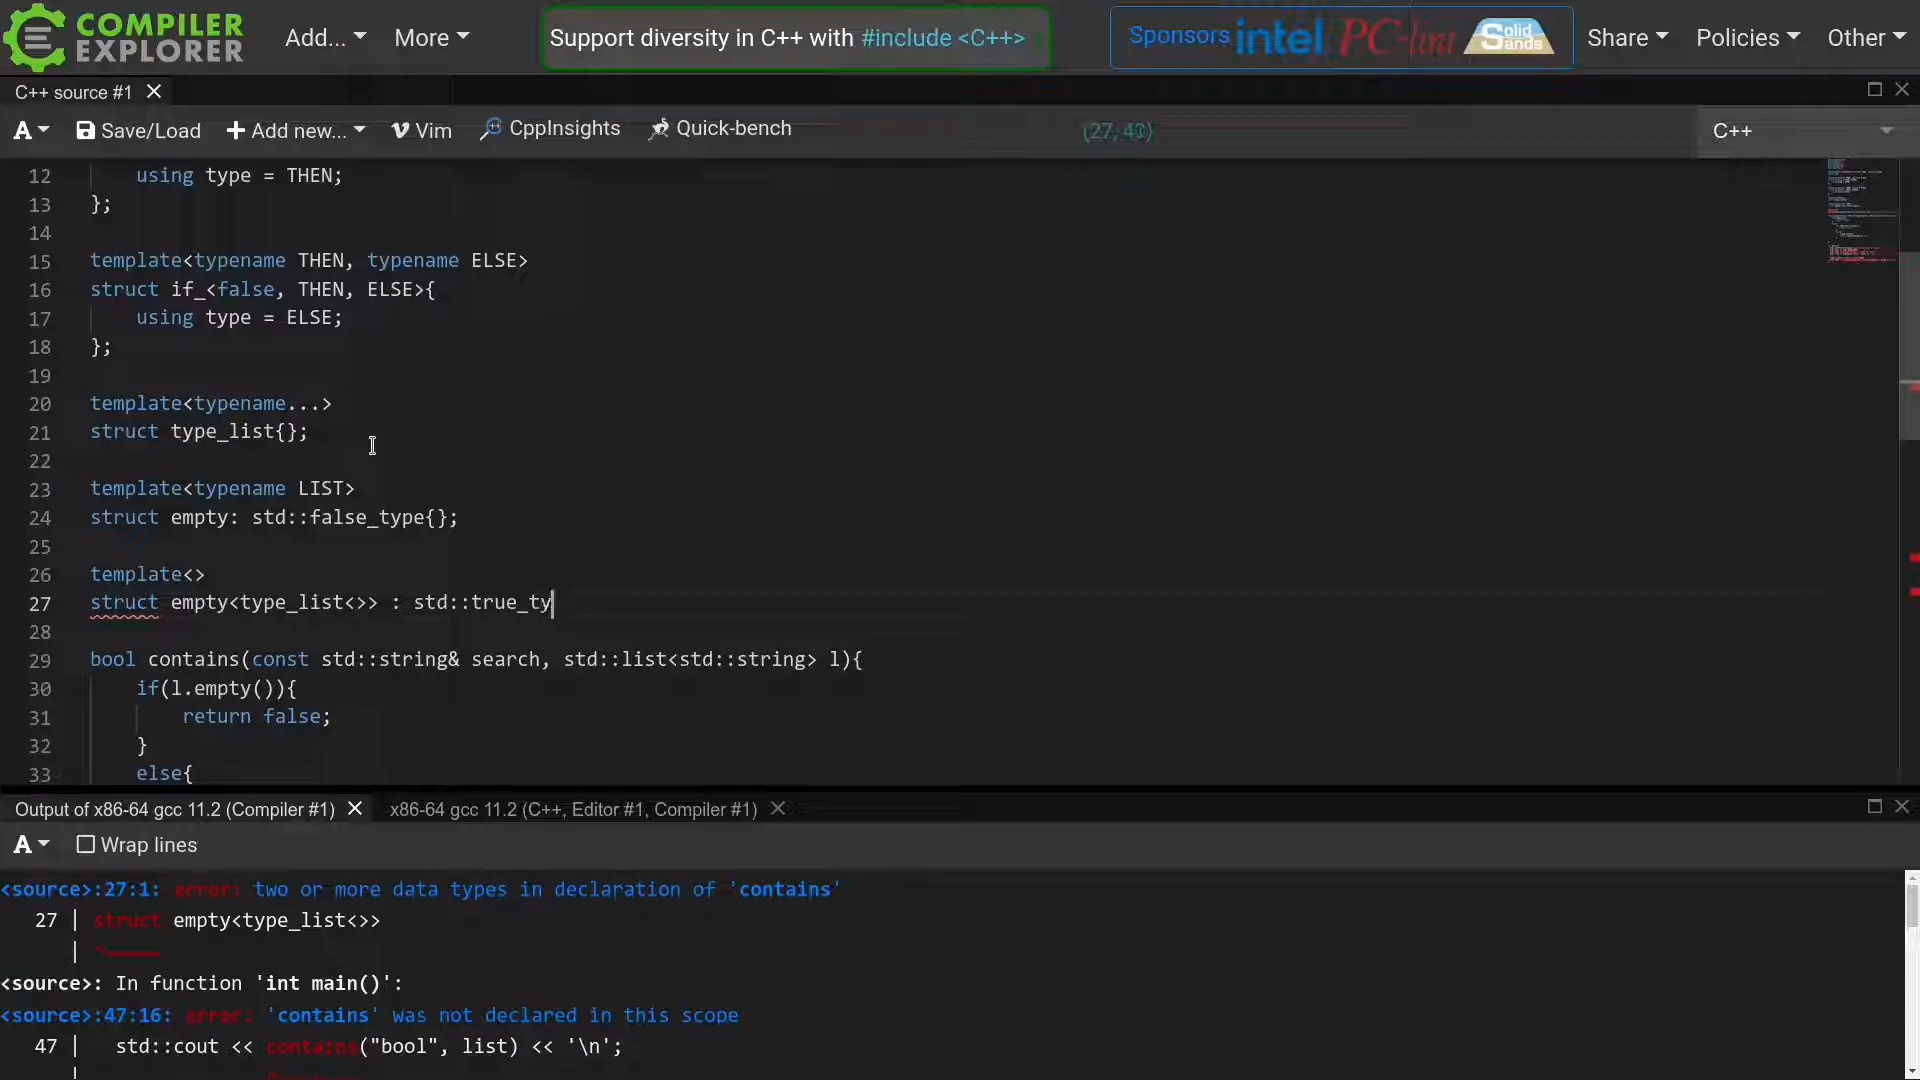 COMPILER
EXPLORER
Add...
More
Support diversity in C++ with #include <C++>
Sponsors
intel
PC-lint
Solid
Sands
Share
Policies
Other
C++ source #1
A
Save/Load
Add new...
Vim
CppInsights
Quick-bench
C++
12 using type = THEN;
13 };
14
15 template<typename THEN, typename ELSE>
16 struct if_<false, THEN, ELSE>{
17 using type = ELSE;
18 };
19
20 template<typename...>
21 struct type_list{};
22
23 template<typename LIST>
24 struct empty: std::false_type{};
25
26 template<>
27 struct empty<type_list<>> : std::true_ty
28
29 bool contains(const std::string& search, std::list<std::string> l){
30 if(l.empty()){
31 return false;
32 }
33 else{
Output of x86-64 gcc 11.2 (Compiler #1)
x86-64 gcc 11.2 (C++, Editor #1, Compiler #1)
A
Wrap lines
<source>:27:1: error: two or more data types in declaration of 'contains'
27 | struct empty<type_list<>>
| ^~~~~~
<source>: In function 'int main()':
<source>:47:16: error: 'contains' was not declared in this scope
47 | std::cout << contains("bool", list) << '\n';
|